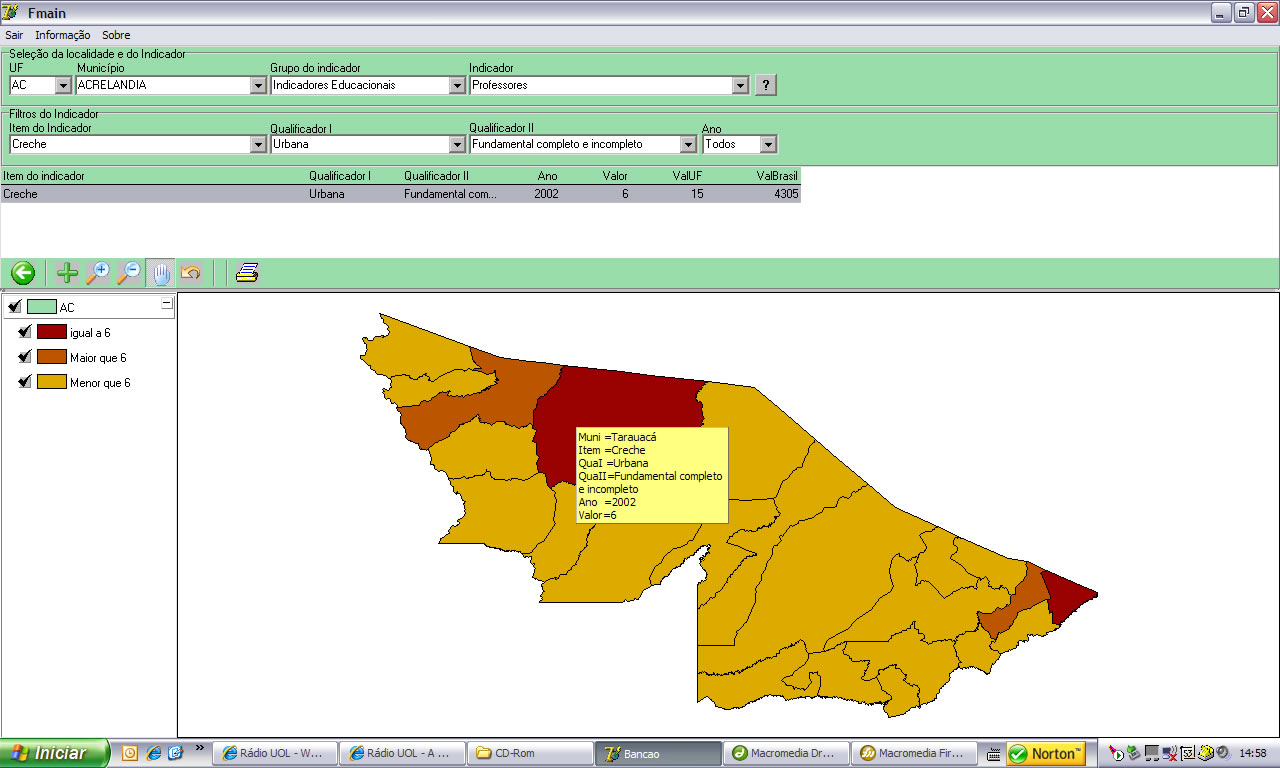 Fmain
Sair Informação Sobre
Seleção da localidade e do Indicador
UF Município Grupo do indicador Indicador
AC ACRELANDIA Indicadores Educacionais Professores ?
Filtros do Indicador
Item do Indicador Qualificador I Qualificador II Ano
Creche Urbana Fundamental completo e incompleto Todos
Item do indicador Qualificador I Qualificador II Ano Valor ValUF ValBrasil
Creche Urbana Fundamental com... 2002 6 15 4305
AC
igual a 6
Maior que 6
Menor que 6
Muni =Tarauacá
Item =Creche
QuaI =Urbana
QuaII=Fundamental completo
e incompleto
Ano =2002
Valor=6
Iniciar » Rádio UOL - W... Rádio UOL - A ... CD-Rom Bancao Macromedia Dr... Macromedia Fir... Norton™ 14:58